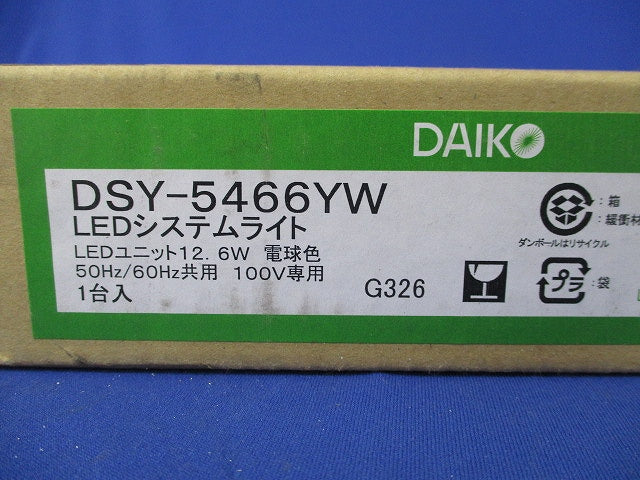 DAIKO
DSY-5466YW
LEDシステムライト
LEDユニット12.6W 電球色
50Hz/60Hz共用 100V専用
1台入
G326
:箱
:緩衝材
ダンボールはリサイクル
プラ
:袋